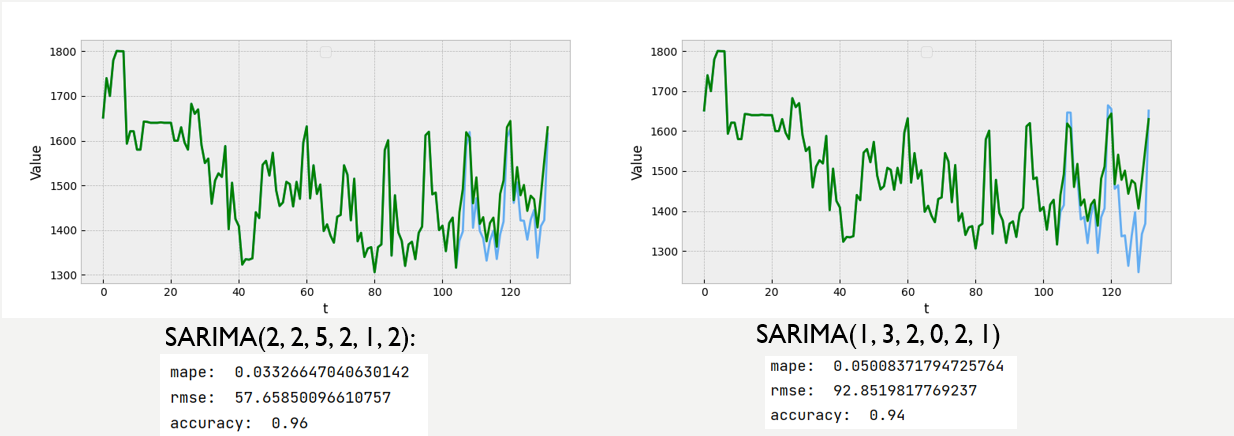 1800
1700
1600
1500
1400
1300
Value
0 20 40 60 80 100 120
t
SARIMA(2, 2, 5, 2, 1, 2):
mape: 0.03326647040630142
rmse: 57.65850096610757
accuracy: 0.96
1800
1700
1600
1500
1400
1300
Value
0 20 40 60 80 100 120
t
SARIMA(1, 3, 2, 0, 2, 1)
mape: 0.05008371794725764
rmse: 92.8519817769237
accuracy: 0.94